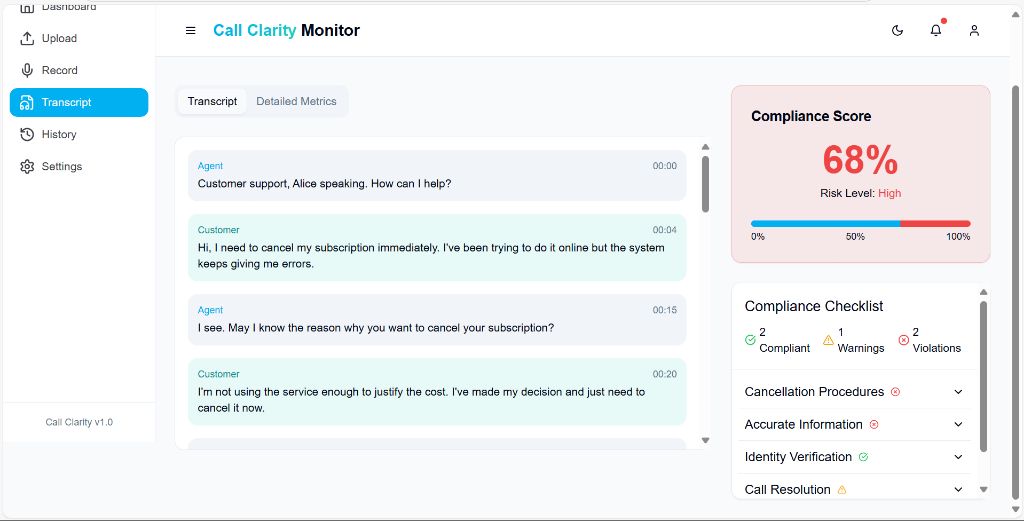 Dashboard
Upload
Record
Transcript
History
Settings
Call Clarity v1.0
Call Clarity Monitor
Transcript
Detailed Metrics
Agent
00:00
Customer support, Alice speaking. How can I help?
Customer
00:04
Hi, I need to cancel my subscription immediately. I've been trying to do it online but the system
keeps giving me errors.
Agent
00:15
I see. May I know the reason why you want to cancel your subscription?
Customer
00:20
I'm not using the service enough to justify the cost. I've made my decision and just need to
cancel it now.
Compliance Score
68%
Risk Level: High
0%
50%
100%
Compliance Checklist
2
Compliant
1
Warnings
2
Violations
Cancellation Procedures
Accurate Information
Identity Verification
Call Resolution